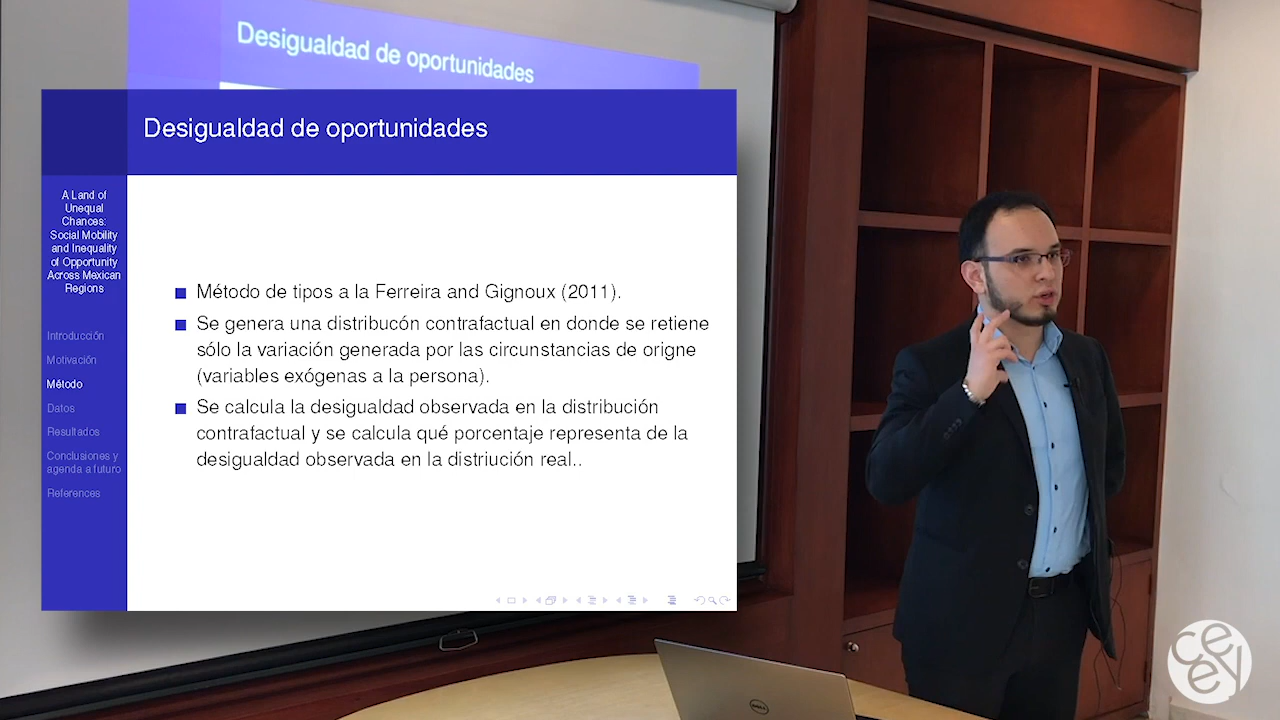 Desigualdad de oportunidades
Desigualdad de oportunidades
A Land of
Unequal
Chances:
Social Mobility
and Inequality
of Opportunity
Across Mexican
Regions
Introducción
Motivación
Método
Datos
Resultados
Conclusiones y
agenda a futuro
References
Método de tipos a la Ferreira and Gignoux (2011).
Se genera una distribucón contrafactual en donde se retiene
sólo la variación generada por las circunstancias de origne
(variables exógenas a la persona).
Se calcula la desigualdad observada en la distribución
contrafactual y se calcula qué porcentaje representa de la
desigualdad observada en la distriución real..
DELL
ceey